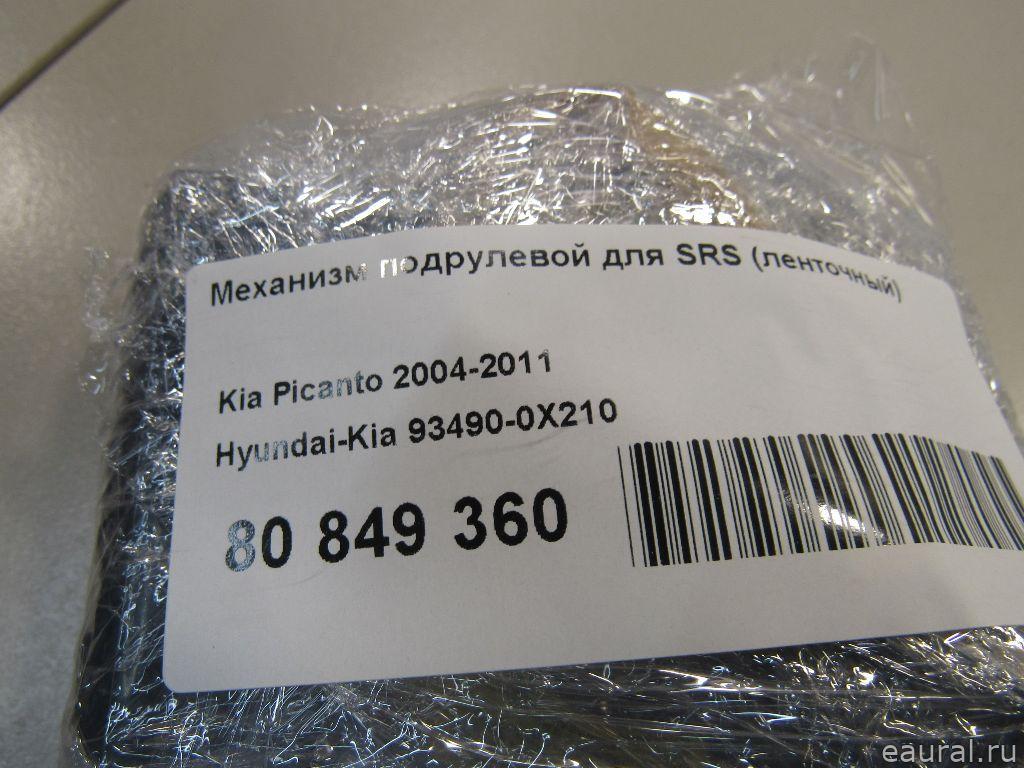 Механизм подрулевой для SRS (ленточный)
Kia Picanto 2004-2011
Hyundai-Kia 93490-0X210
80 849 360
eaural.ru